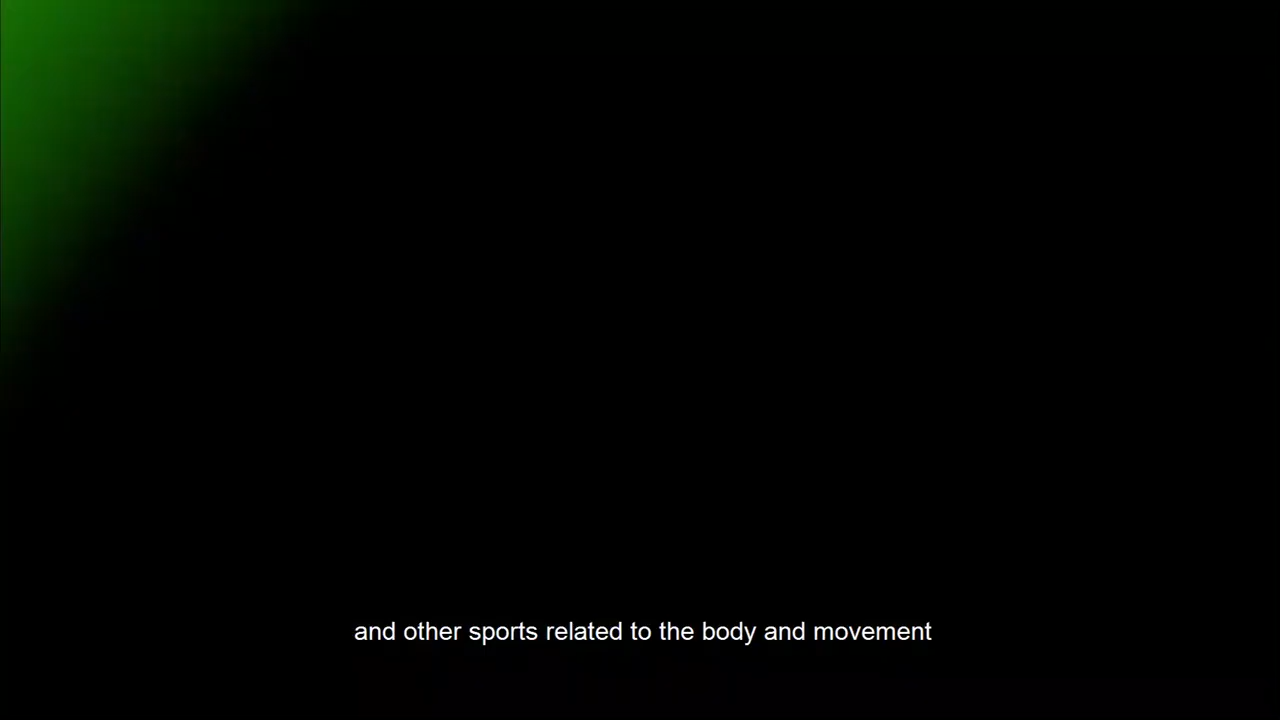 and other sports related to the body and movement